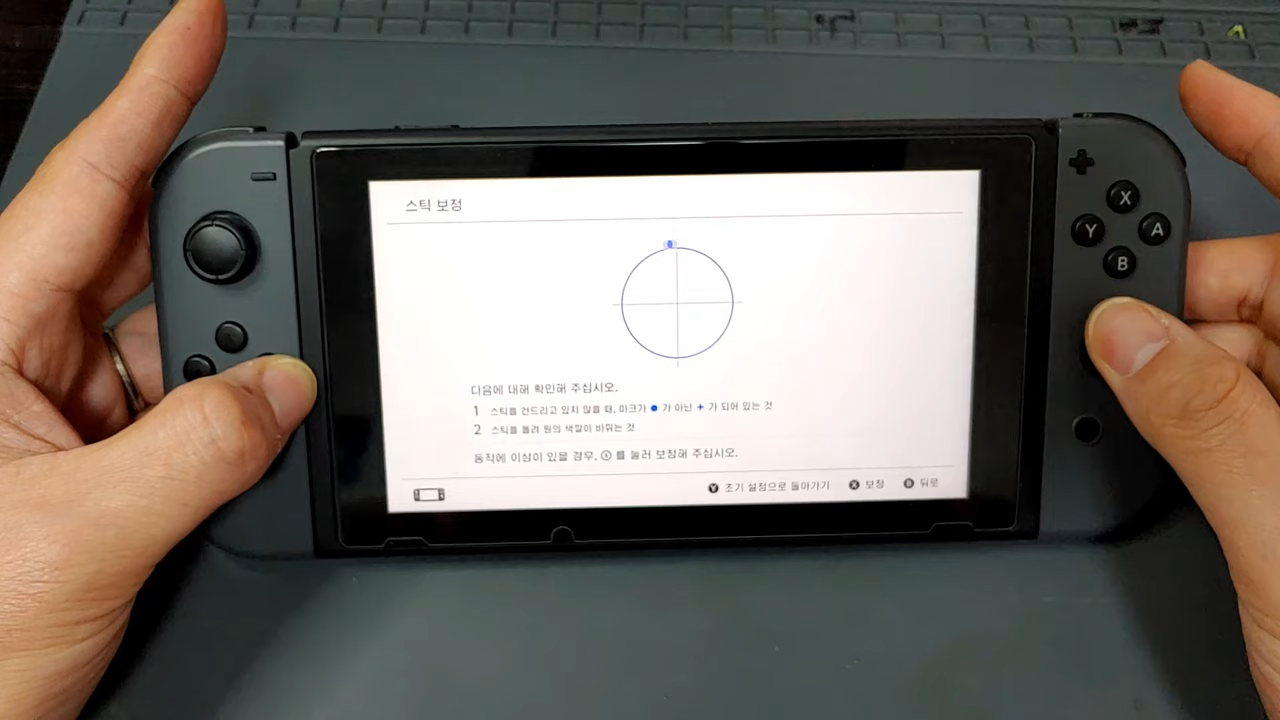 스틱 보정
다음에 대해 확인해 주십시오.
1 스틱을 건드리고 있지 않을 때, 마크가 ● 가 아닌 + 가 되어 있는 것
2 스틱을 돌려 원의 색깔이 바뀌는 것
동작에 이상이 있을 경우, Ⓧ 를 눌러 보정해 주십시오.
Y 초기 설정으로 돌아가기 X 보정 B 뒤로
X
Y A
B